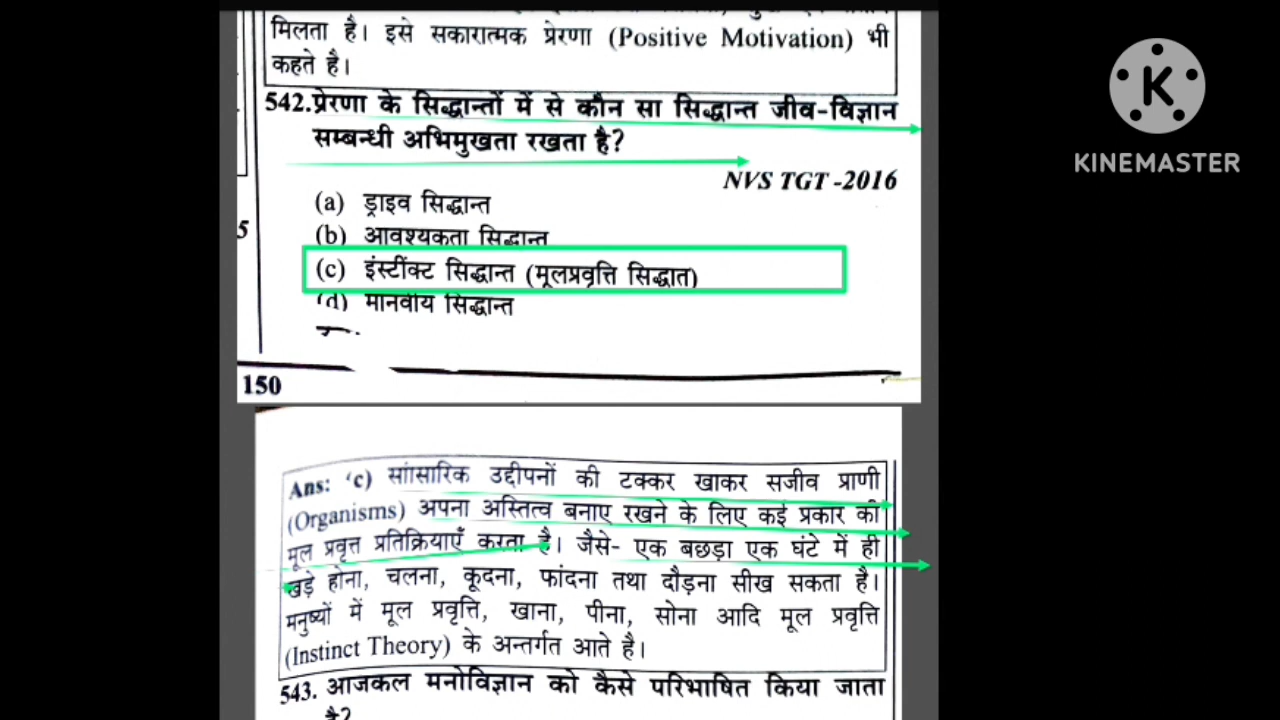 मिलता है। इसे सकारात्मक प्रेरणा (Positive Motivation) भी
कहते है।
542.प्रेरणा के सिद्धान्तों में से कौन सा सिद्धान्त जीव-विज्ञान
सम्बन्धी अभिमुखता रखता है?
NVS TGT -2016
(a) ड्राइव सिद्धान्त
(b) आवश्यकता सिद्धान्त
(c) इंस्टींक्ट सिद्धान्त (मूलप्रवृत्ति सिद्धात)
(d) मानवीय सिद्धान्त
5
150
Ans: (c) सांसारिक उद्दीपनों की टक्कर खाकर सजीव प्राणी
(Organisms) अपना अस्तित्व बनाए रखने के लिए कई प्रकार की
मूल प्रवृत्त प्रतिक्रियाएँ करता है। जैसे- एक बछड़ा एक घंटे में ही
खड़े होना, चलना, कूदना, फांदना तथा दौड़ना सीख सकता है।
मनुष्यों में मूल प्रवृत्ति, खाना, पीना, सोना आदि मूल प्रवृत्ति
(Instinct Theory) के अन्तर्गत आते है।
543. आजकल मनोविज्ञान को कैसे परिभाषित किया जाता
है?
K
KINEMASTER